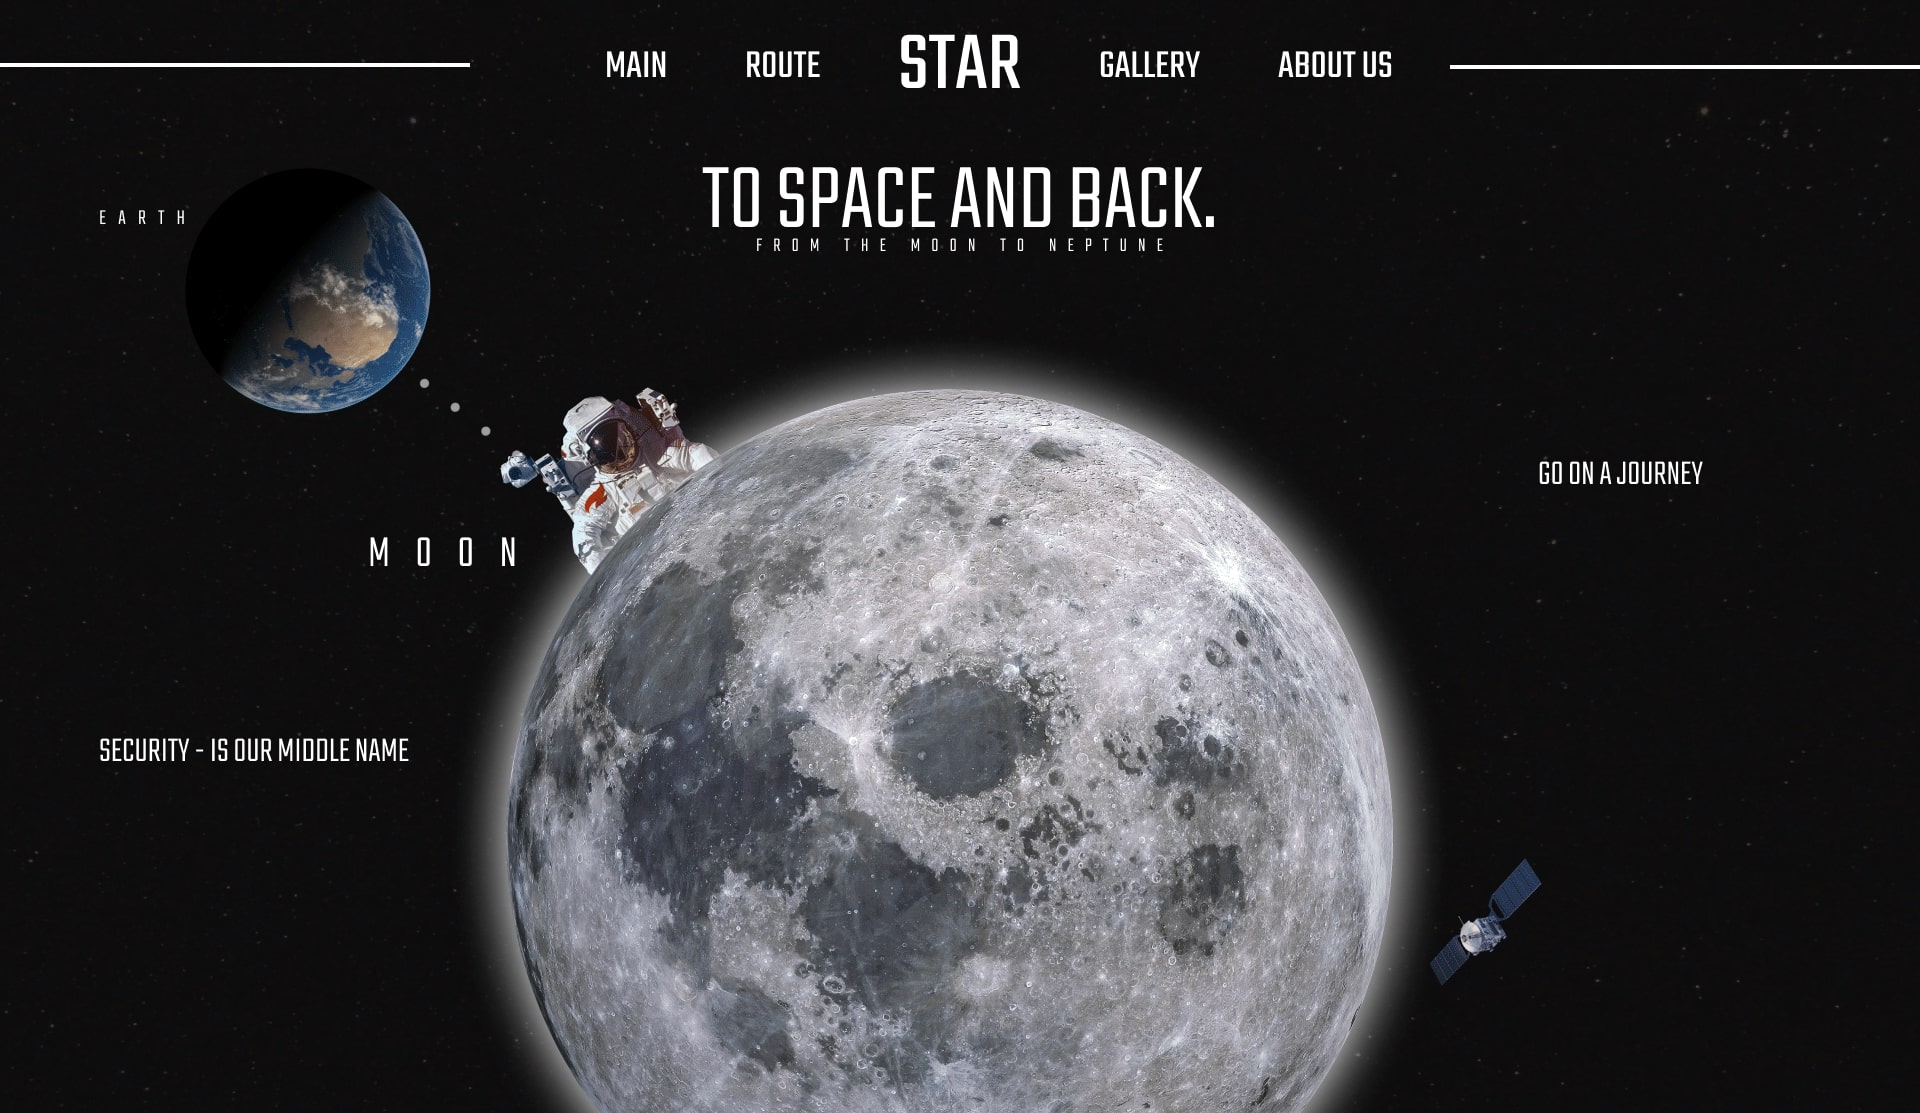 MAIN ROUTE STAR GALLERY ABOUT US
TO SPACE AND BACK.
FROM THE MOON TO NEPTUNE
EARTH
GO ON A JOURNEY
MOON
SECURITY - IS OUR MIDDLE NAME